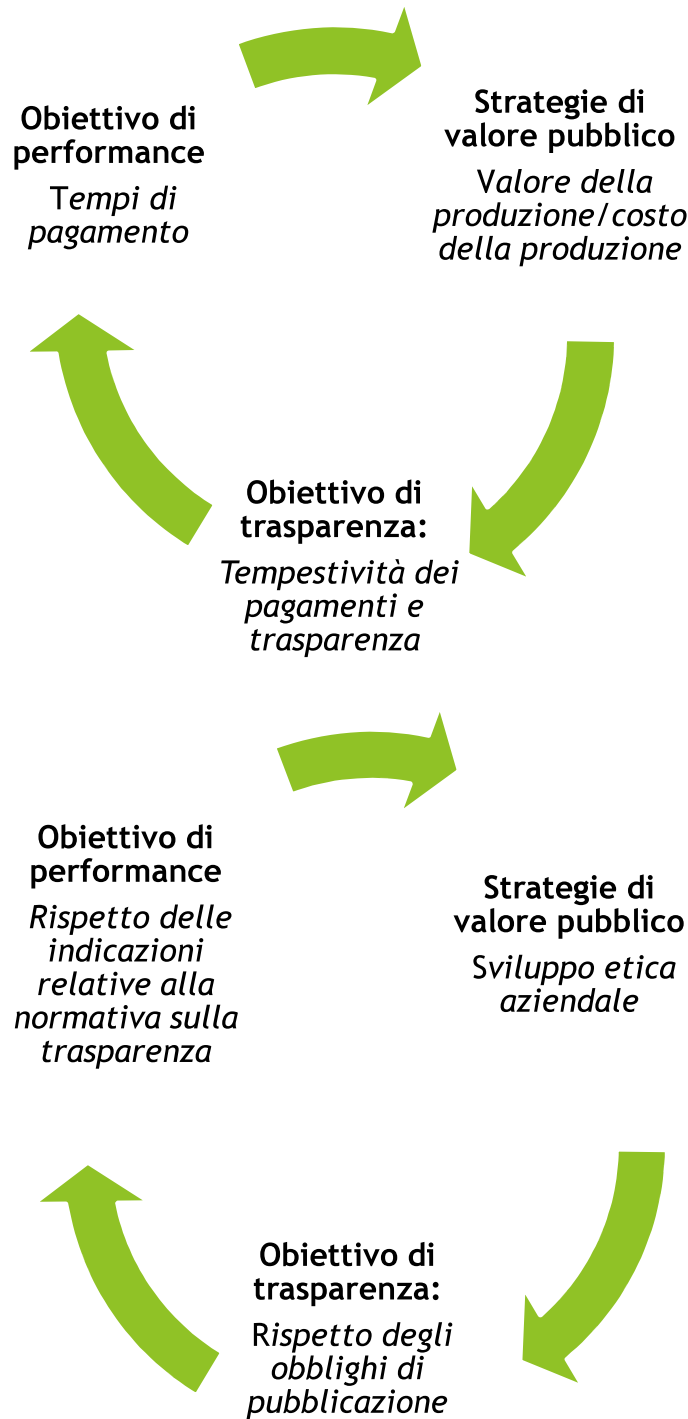 Obiettivo di
performance
Tempi di
pagamento
Strategie di
valore pubblico
Valore della
produzione/costo
della produzione
Obiettivo di
trasparenza:
Tempestività dei
pagamenti e
trasparenza
Obiettivo di
performance
Rispetto delle
indicazioni
relative alla
normativa sulla
trasparenza
Strategie di
valore pubblico
Sviluppo etica
aziendale
Obiettivo di
trasparenza:
Rispetto degli
obblighi di
pubblicazione